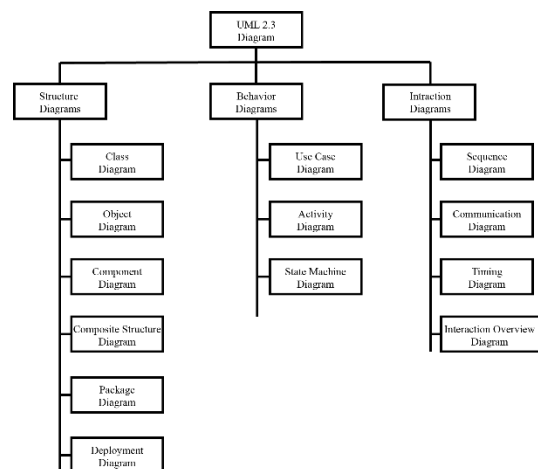 UML 2.3
Diagram
Structure
Diagrams
Behavior
Diagrams
Intraction
Diagrams
Class
Diagram
Object
Diagram
Component
Diagram
Composite Structure
Diagram
Package
Diagram
Deployment
Diagram
Use Case
Diagram
Activity
Diagram
State Machine
Diagram
Sequence
Diagram
Communication
Diagram
Timing
Diagram
Interaction Overview
Diagram